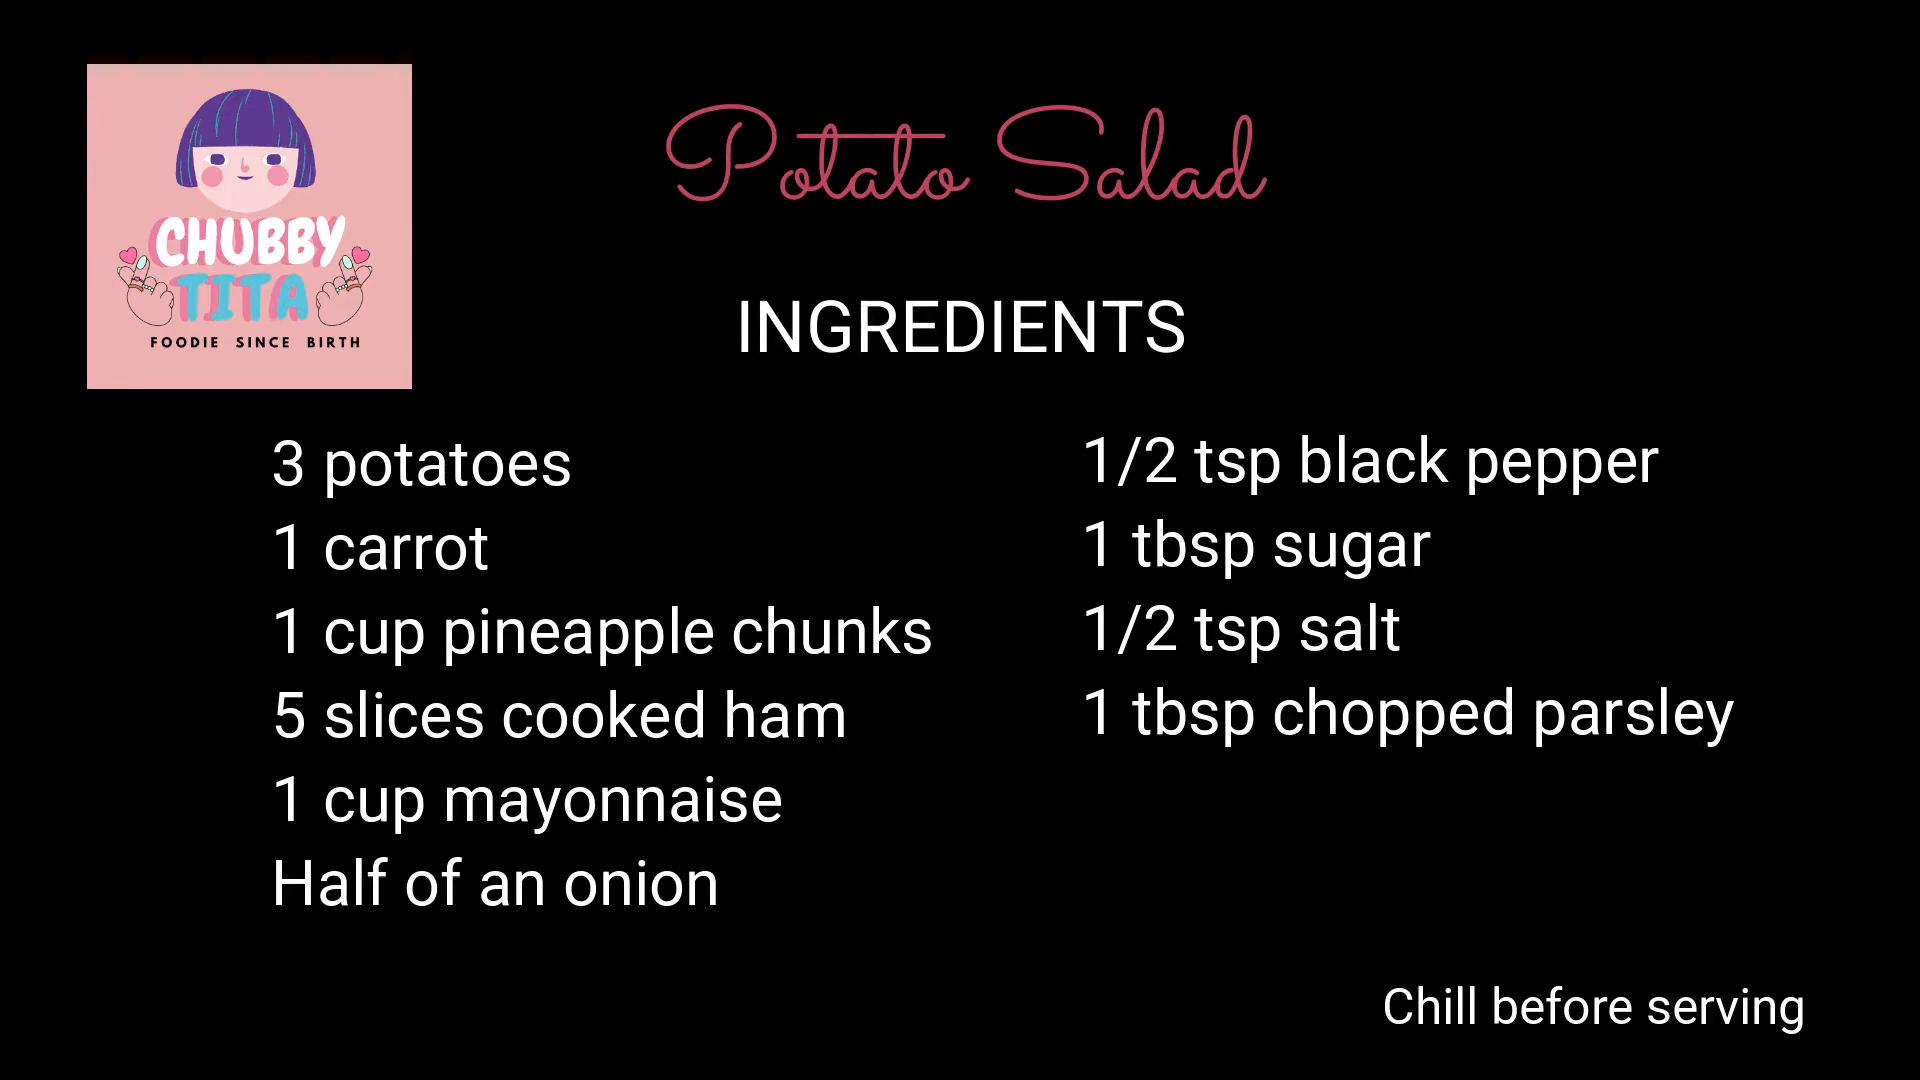 CHUBBY
TITA
FOODIE SINCE BIRTH
Potato Salad
INGREDIENTS
3 potatoes
1 carrot
1 cup pineapple chunks
5 slices cooked ham
1 cup mayonnaise
Half of an onion
1/2 tsp black pepper
1 tbsp sugar
1/2 tsp salt
1 tbsp chopped parsley
Chill before serving